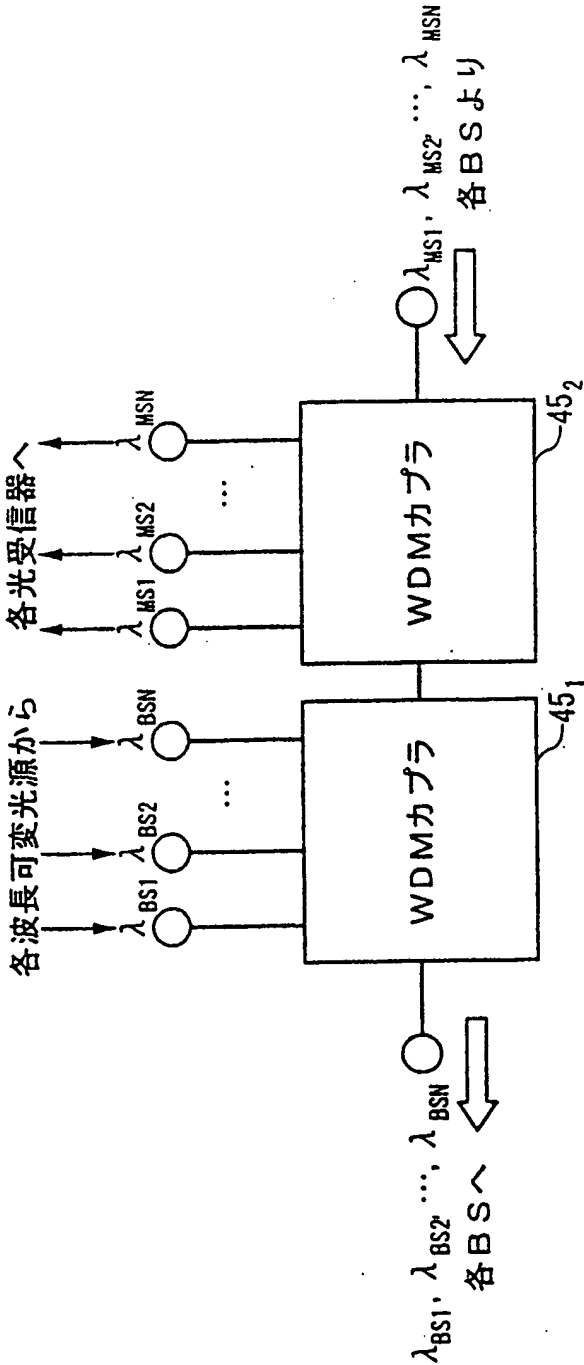 各波長可変光源から
各光受信器へ
λBS1
λBS2
…
λBSN
λMS1
λMS2
…
λMSN
WDMカプラ
WDMカプラ
45₁
45₂
λBS1, λBS2, …, λBSN
各BSへ
λMS1, λMS2, …, λMSN
各BSより